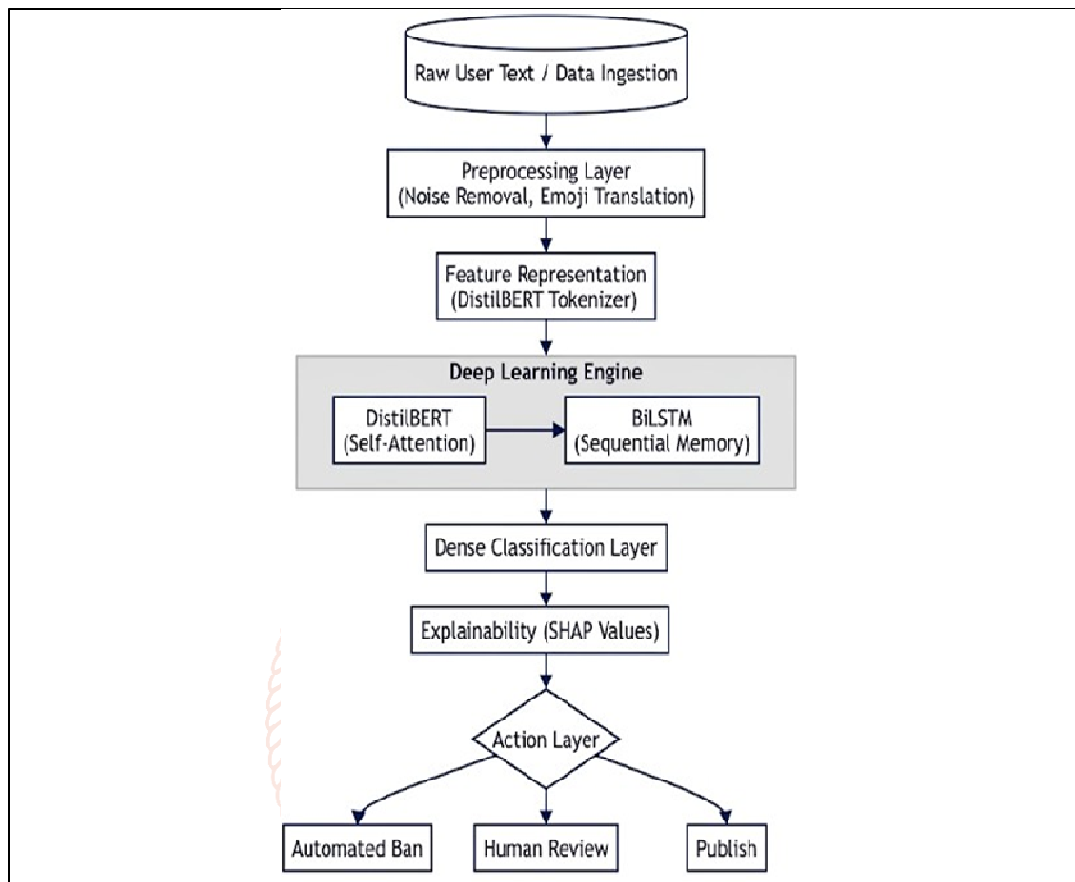 Raw User Text / Data Ingestion
Preprocessing Layer
(Noise Removal, Emoji Translation)
Feature Representation
(DistilBERT Tokenizer)
Deep Learning Engine
DistilBERT
(Self-Attention)
BiLSTM
(Sequential Memory)
Dense Classification Layer
Explainability (SHAP Values)
Action Layer
Automated Ban
Human Review
Publish